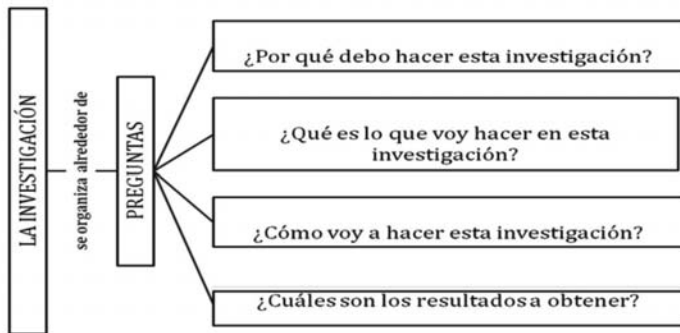 LA INVESTIGACIÓN
se organiza alrededor de
PREGUNTAS
¿Por qué debo hacer esta investigación?
¿Qué es lo que voy hacer en esta
investigación?
¿Cómo voy a hacer esta investigación?
¿Cuáles son los resultados a obtener?